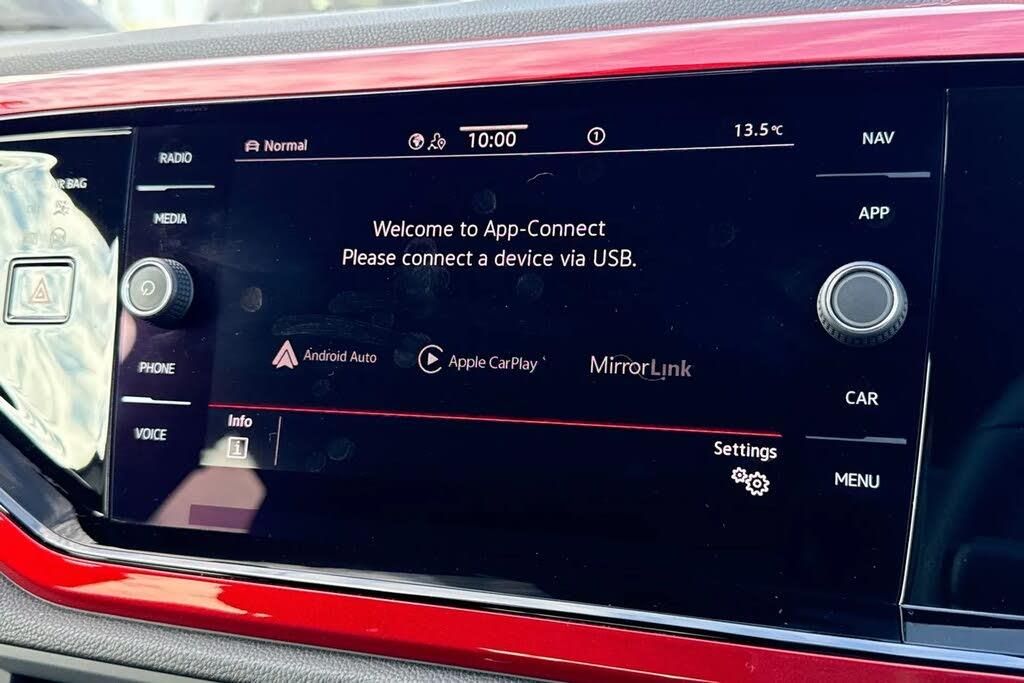 Normal
10:00
1
13.5°C
RADIO
MEDIA
PHONE
VOICE
Welcome to App-Connect
Please connect a device via USB.
Android Auto
Apple CarPlay
MirrorLink
Info
i
Settings
NAV
APP
CAR
MENU